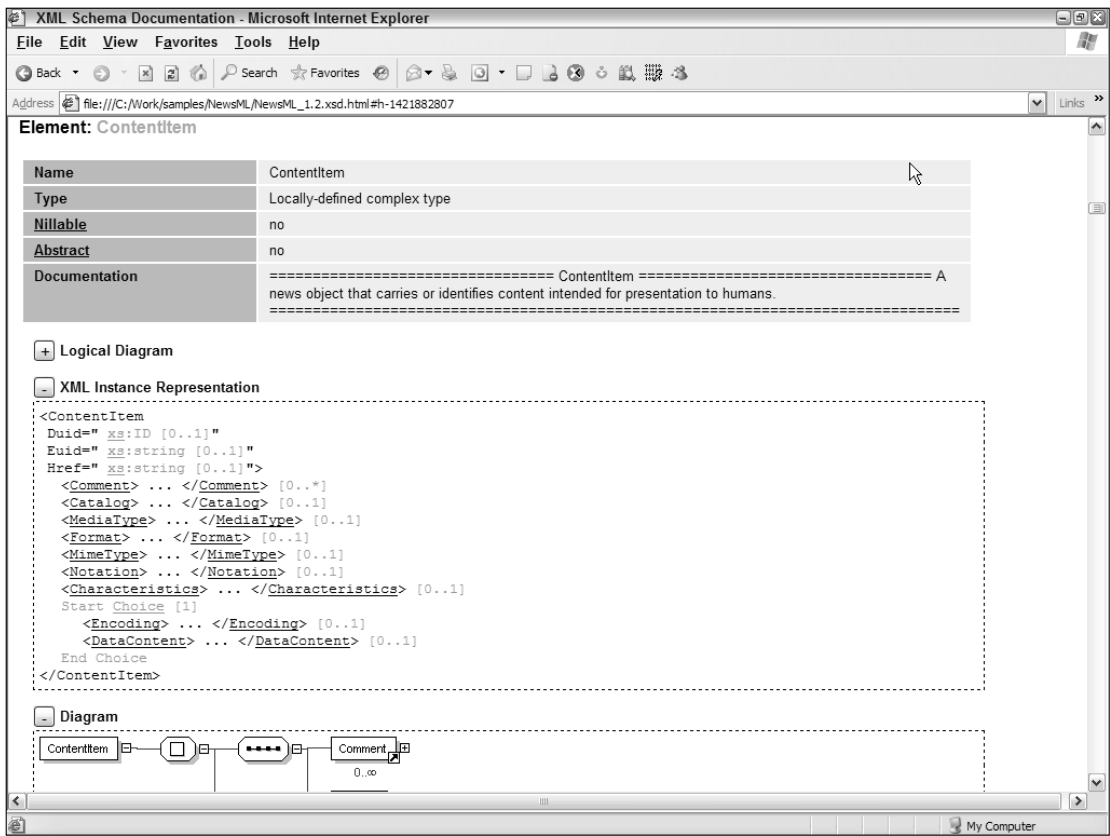 XML Schema Documentation - Microsoft Internet Explorer
File Edit View Favorites Tools Help
Back Search Favorites
Address file:///C:/Work/samples/NewsML/NewsML_1.2.xsd.html#h-1421882807 Links »
Element: ContentItem
Name ContentItem
Type Locally-defined complex type
Nillable no
Abstract no
Documentation ================================= ContentItem ================================== A
news object that carries or identifies content intended for presentation to humans.
================================================================================
+ Logical Diagram
- XML Instance Representation
<ContentItem
Duid=" xs:ID [0..1]"
Euid=" xs:string [0..1]"
Href=" xs:string [0..1]">
<Comment> ... </Comment> [0..*]
<Catalog> ... </Catalog> [0..1]
<MediaType> ... </MediaType> [0..1]
<Format> ... </Format> [0..1]
<MimeType> ... </MimeType> [0..1]
<Notation> ... </Notation> [0..1]
<Characteristics> ... </Characteristics> [0..1]
Start Choice [1]
<Encoding> ... </Encoding> [0..1]
<DataContent> ... </DataContent> [0..1]
End Choice
</ContentItem>
- Diagram
ContentItem Comment
0..∞
My Computer